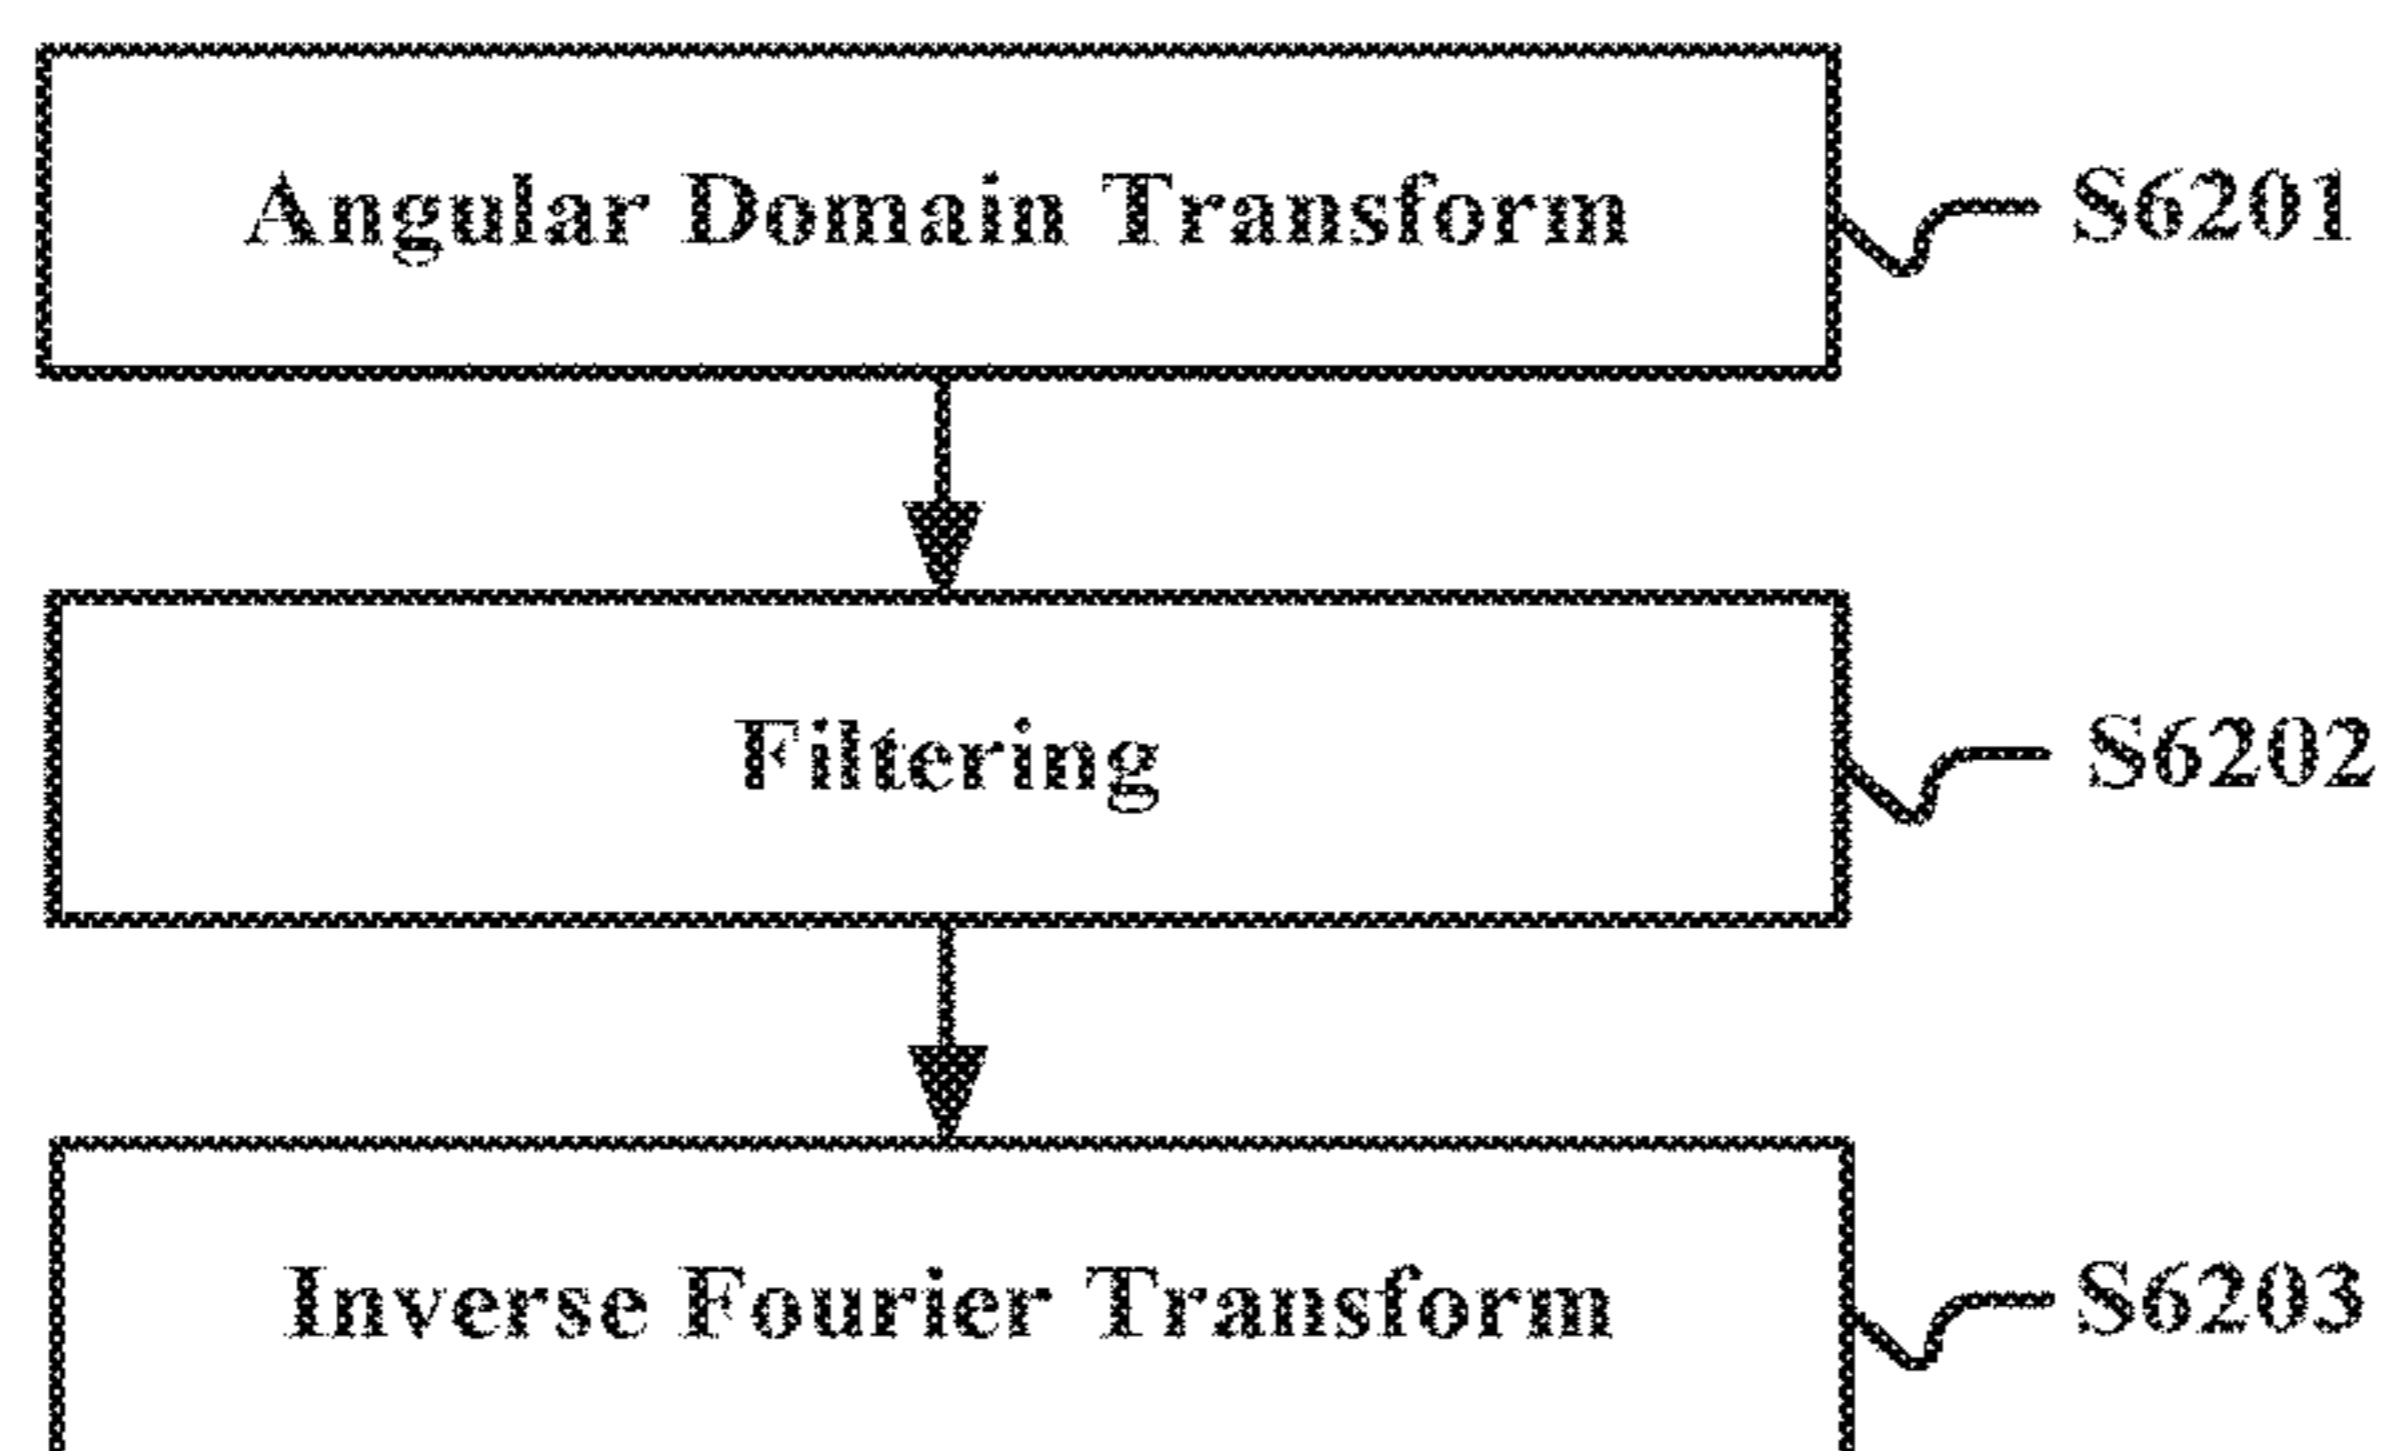 Angular Domain Transform S6201
Filtering S6202
Inverse Fourier Transform S6203